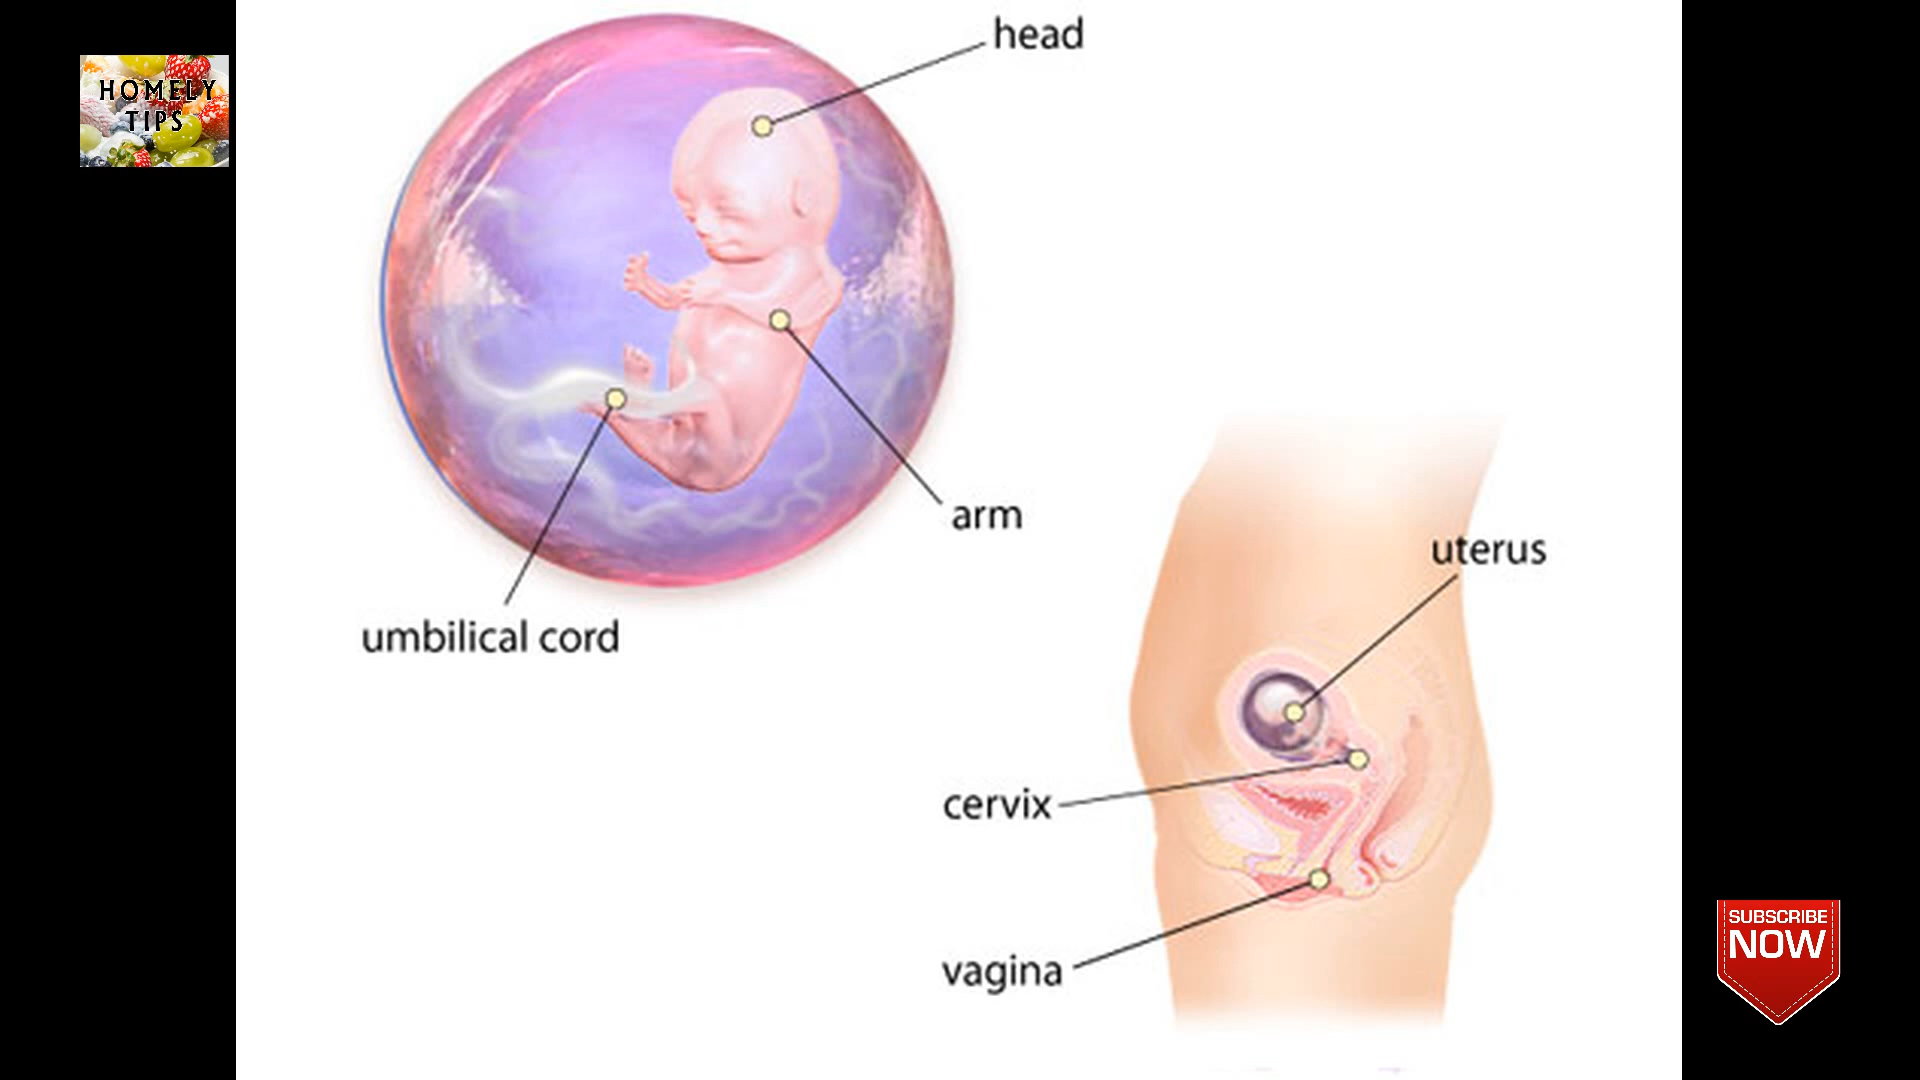 HOMELY
TIPS
head
arm
umbilical cord
uterus
cervix
vagina
SUBSCRIBE
NOW